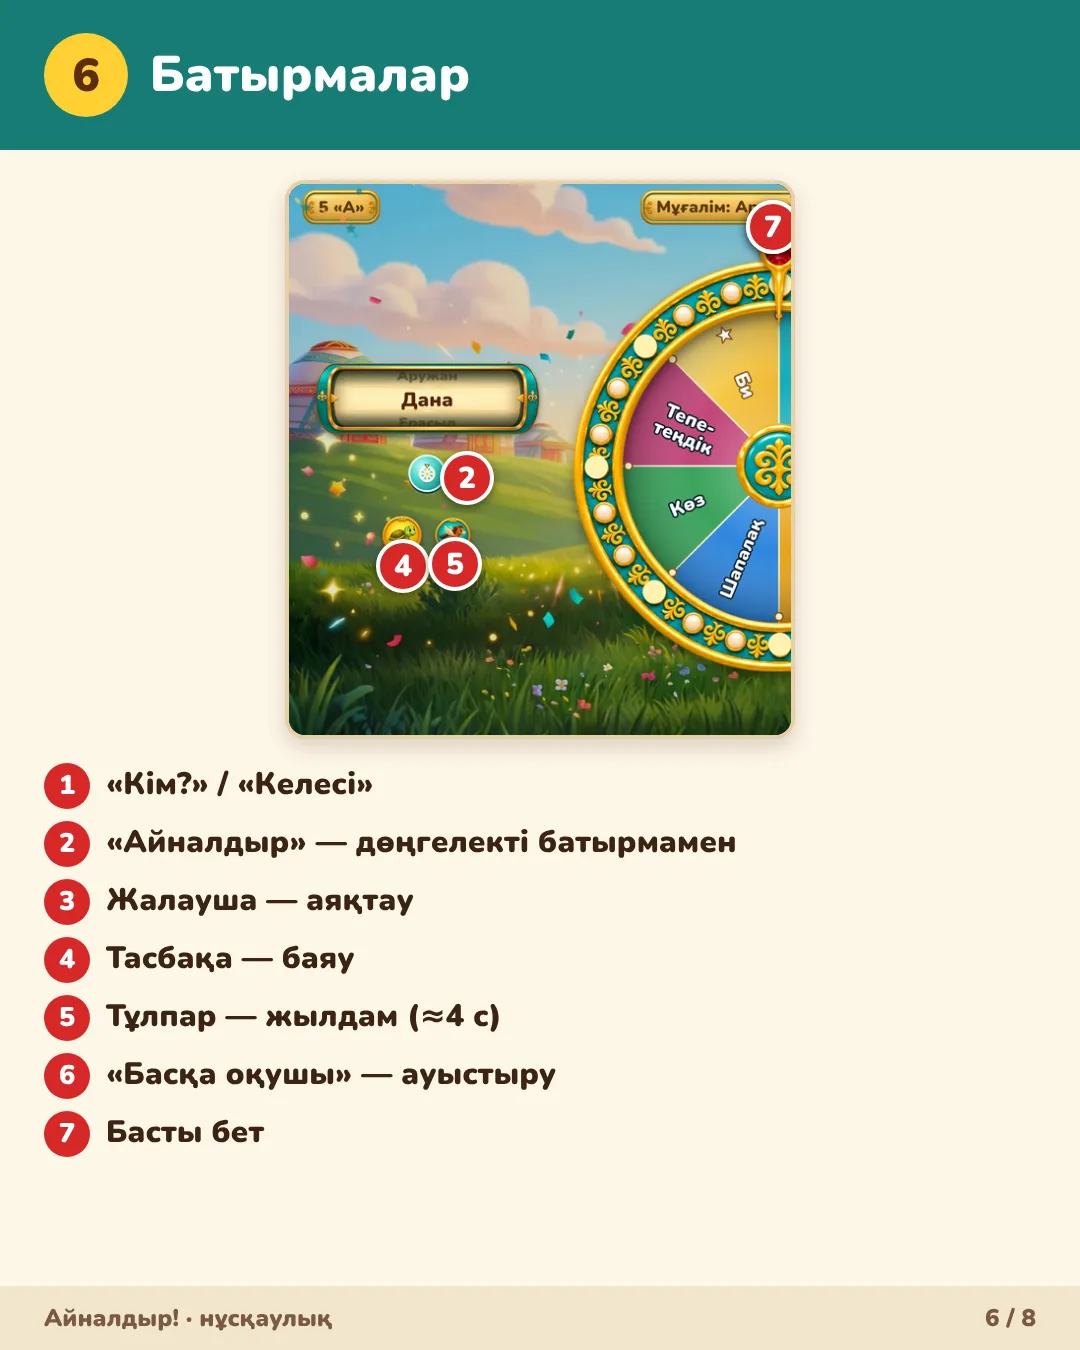 6 Батырмалар
5 «А»
Мұғалім:
7
Аружан
Дана
Ерасыл
2
4
5
Би
Тепе-
теңдік
Көз
Шапалақ
1 «Кім?» / «Келесі»
2 «Айналдыр» — дөңгелекті батырмамен
3 Жалауша — аяқтау
4 Тасбақа — баяу
5 Тұлпар — жылдам (≈4 с)
6 «Басқа оқушы» — ауыстыру
7 Басты бет
Айналдыр! · нұсқаулық
6 / 8